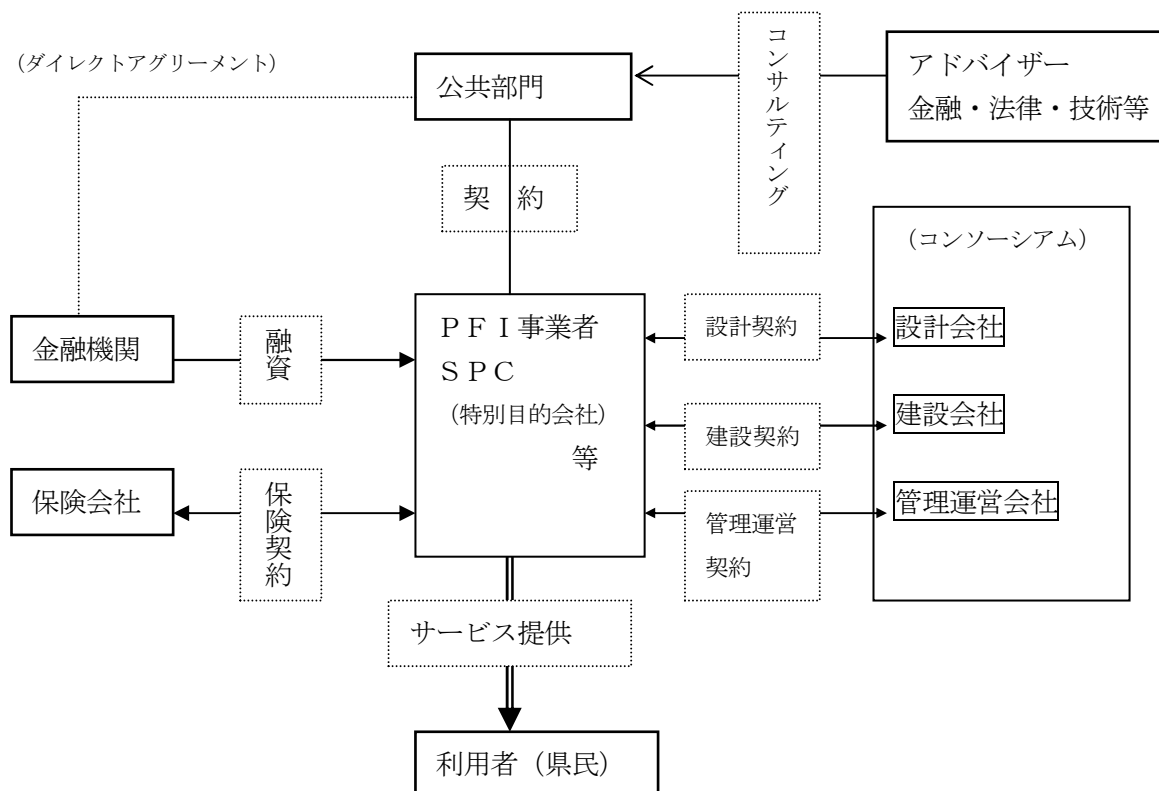 （ダイレクトアグリーメント）
公共部門
コンサルティング
アドバイザー
金融・法律・技術等
契　約
（コンソーシアム）
金融機関
融資
ＰＦＩ事業者
ＳＰＣ
（特別目的会社）
等
設計契約
設計会社
建設契約
建設会社
保険会社
保険契約
管理運営
契約
管理運営会社
サービス提供
利用者（県民）